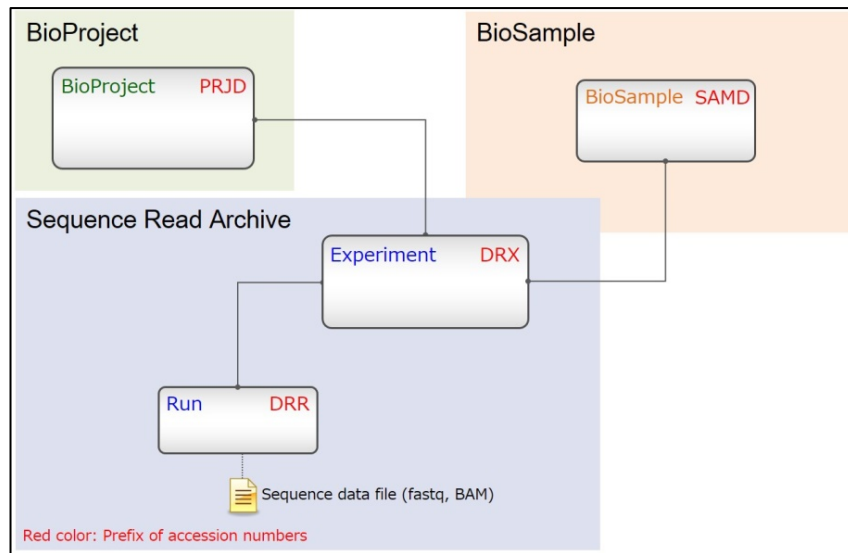 BioProject
BioSample
BioProject PRJD
BioSample SAMD
Sequence Read Archive
Experiment DRX
Run DRR
Sequence data file (fastq, BAM)
Red color: Prefix of accession numbers